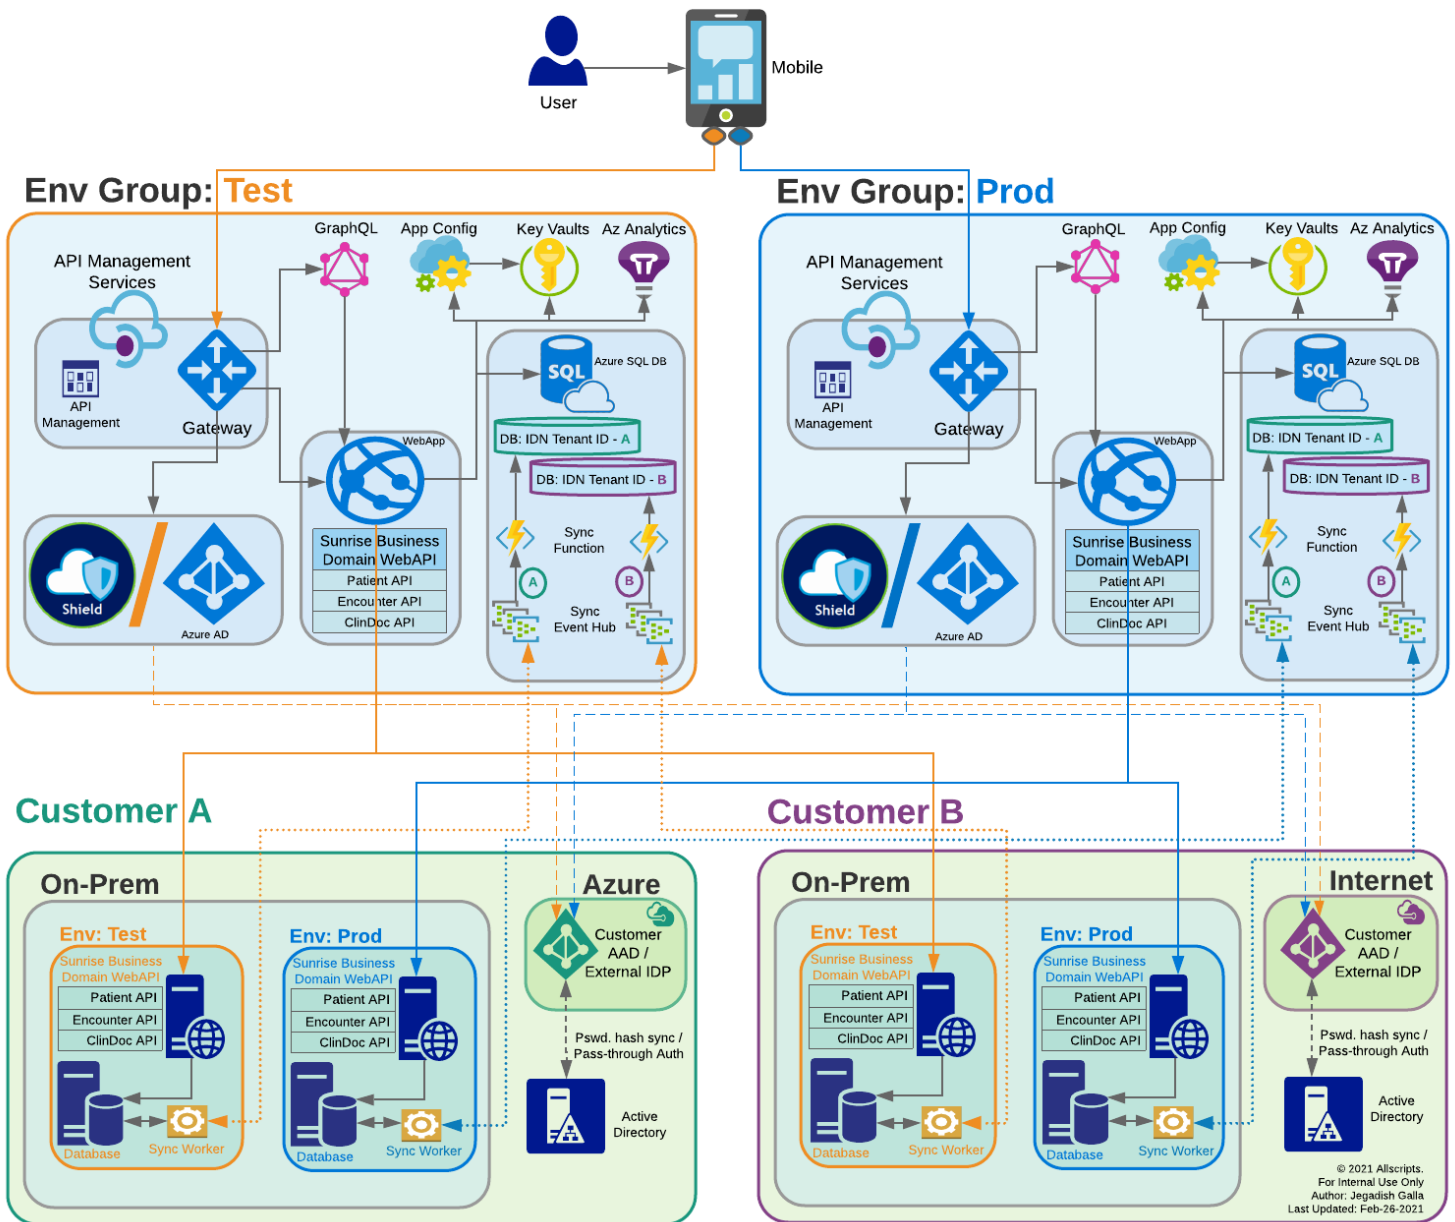 User
Mobile
Env Group: Test
GraphQL
App Config
Key Vaults
Az Analytics
API Management
Services
API
Management
Gateway
SQL
Azure SQL DB
DB: IDN Tenant ID - A
DB: IDN Tenant ID - B
WebApp
Sunrise Business
Domain WebAPI
Patient API
Encounter API
ClinDoc API
Sync
Function
A
B
Sync
Event Hub
Shield
Azure AD
Env Group: Prod
GraphQL
App Config
Key Vaults
Az Analytics
API Management
Services
API
Management
Gateway
SQL
Azure SQL DB
DB: IDN Tenant ID - A
DB: IDN Tenant ID - B
WebApp
Sunrise Business
Domain WebAPI
Patient API
Encounter API
ClinDoc API
Sync
Function
A
B
Sync
Event Hub
Shield
Azure AD
Customer A
On-Prem
Azure
Env: Test
Sunrise Business
Domain WebAPI
Patient API
Encounter API
ClinDoc API
Database
Sync Worker
Env: Prod
Sunrise Business
Domain WebAPI
Patient API
Encounter API
ClinDoc API
Database
Sync Worker
Customer
AAD /
External IDP
Pswd. hash sync /
Pass-through Auth
Active
Directory
Customer B
On-Prem
Internet
Env: Test
Sunrise Business
Domain WebAPI
Patient API
Encounter API
ClinDoc API
Database
Sync Worker
Env: Prod
Sunrise Business
Domain WebAPI
Patient API
Encounter API
ClinDoc API
Database
Sync Worker
Customer
AAD /
External IDP
Pswd. hash sync /
Pass-through Auth
Active
Directory
© 2021 Allscripts.
For Internal Use Only
Author: Jegadish Galla
Last Updated: Feb-26-2021